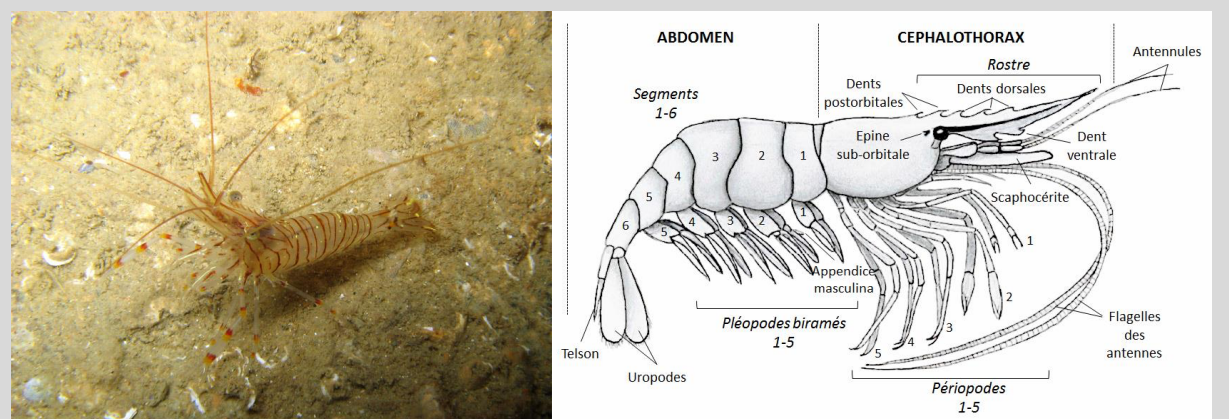 ABDOMEN
CEPHALOTHORAX
Rostre
Antennules
Dents
postorbitales
Dents dorsales
Segments
1-6
Epine
sub-orbitale
Dent
ventrale
Scaphocérite
1
2
3
4
5
6
1
2
3
4
5
Appendice
masculina
1
2
3
4
5
Pléopodes biramés
1-5
Flagelles
des
antennes
Telson
Uropodes
Périopodes
1-5